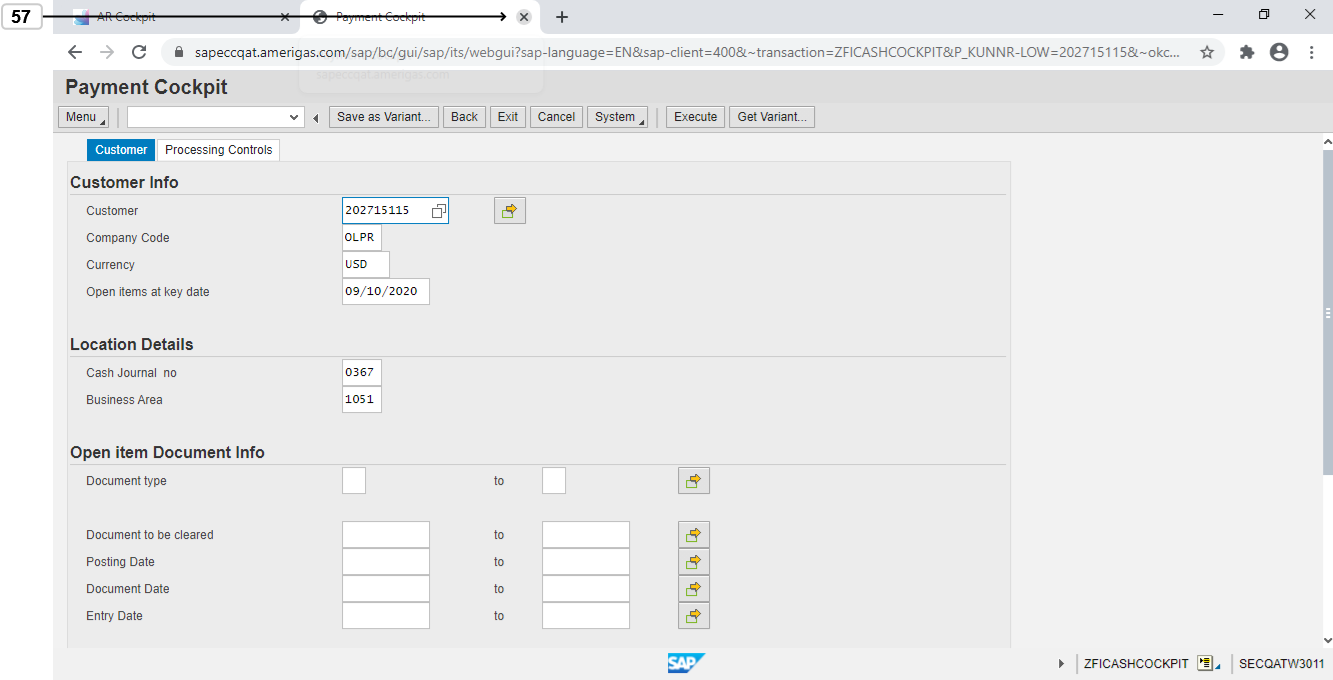 57
AR Cockpit
Payment Cockpit
sapeccqat.amerigas.com/sap/bc/gui/sap/its/webgui?sap-language=EN&sap-client=400&~transaction=ZFICASHCOCKPIT&P_KUNNR-LOW=202715115&~okc...
sapeccqat.amerigas.com
Payment Cockpit
Menu
Save as Variant...
Back
Exit
Cancel
System
Execute
Get Variant...
Customer
Processing Controls
Customer Info
Customer 202715115
Company Code OLPR
Currency USD
Open items at key date 09/10/2020
Location Details
Cash Journal no 0367
Business Area 1051
Open item Document Info
Document type to
Document to be cleared to
Posting Date to
Document Date to
Entry Date to
SAP
ZFICASHCOCKPIT
SECQATW3011